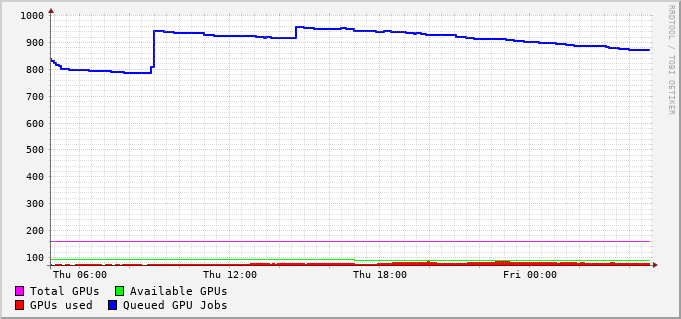 1000
900
800
700
600
500
400
300
200
100
Thu 06:00 Thu 12:00 Thu 18:00 Fri 00:00
Total GPUs Available GPUs
GPUs used Queued GPU Jobs
RRDTOOL / TOBI OETIKER